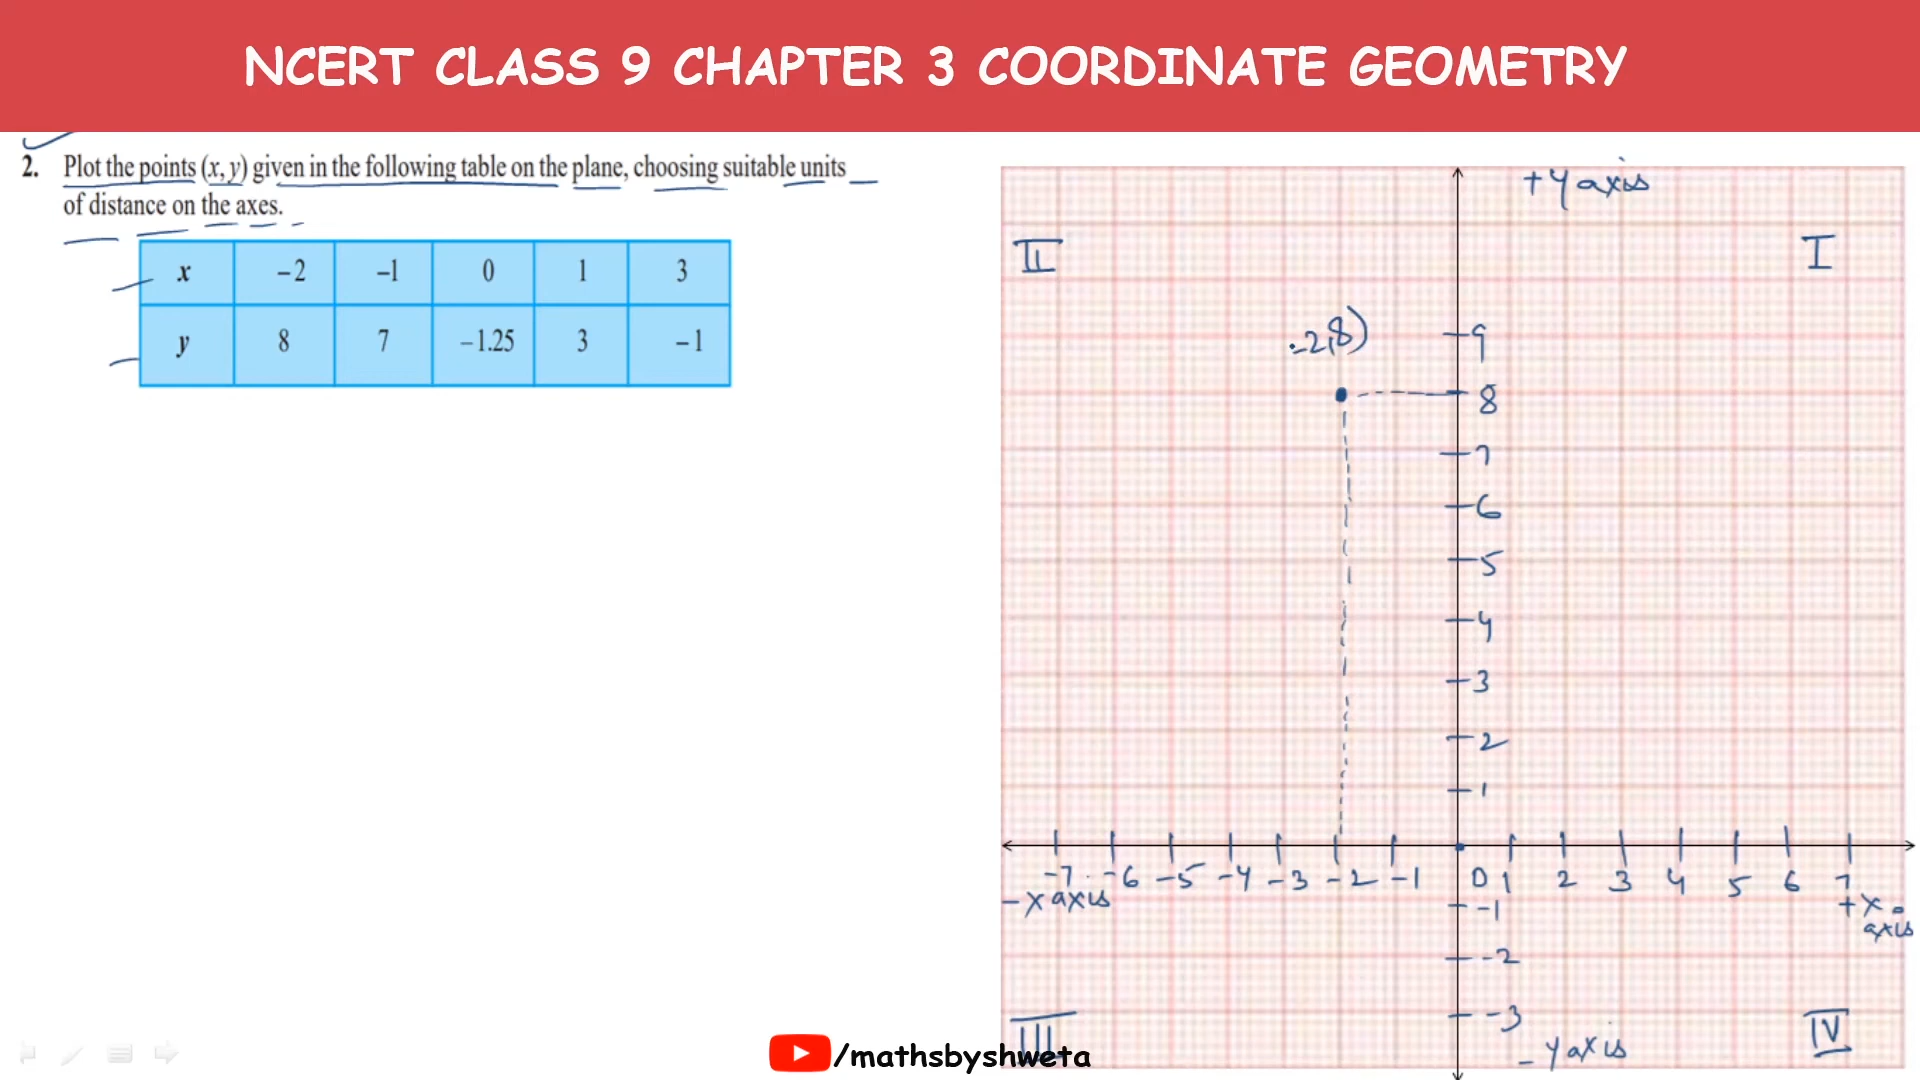 NCERT CLASS 9 CHAPTER 3 COORDINATE GEOMETRY
2. Plot the points (x, y) given in the following table on the plane, choosing suitable units
of distance on the axes.
x –2 –1 0 1 3
y 8 7 –1.25 3 –1
+Y axis
II I
-2,8)
9
8
7
6
5
4
3
2
1
-7 -6 -5 -4 -3 -2 -1 0 1 2 3 4 5 6 7
-x axis
-1
+x
axis
-2
-3
III IV
-Y axis
/mathsbyshweta